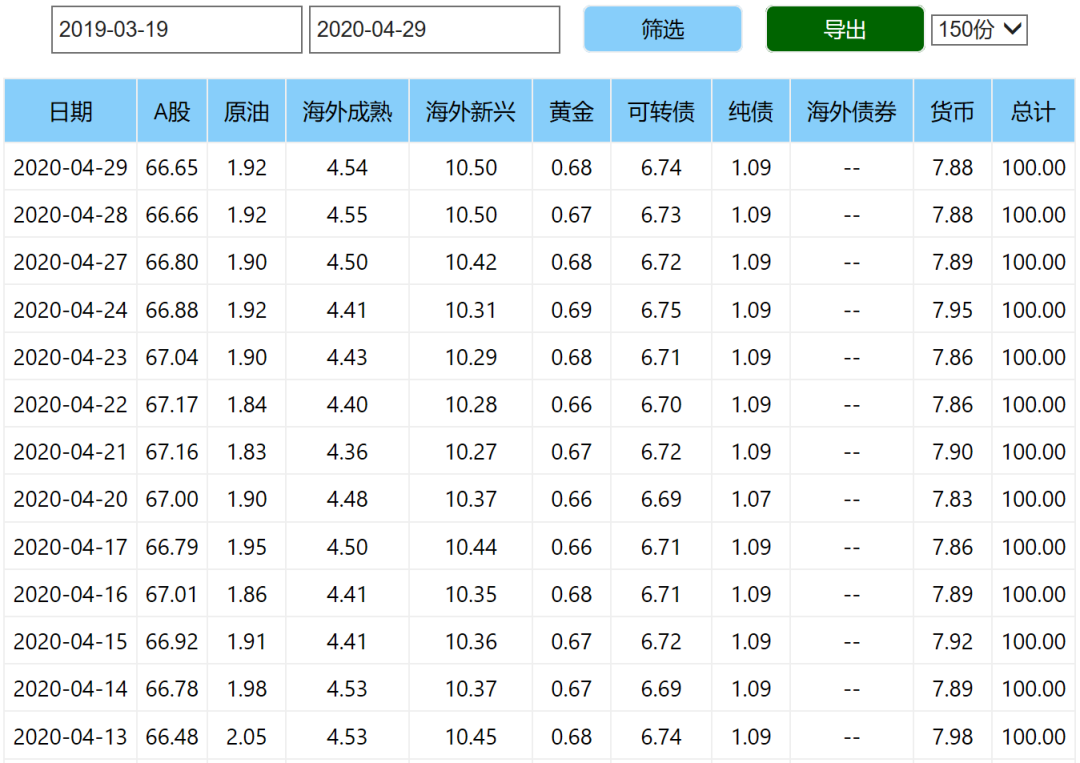 2019-03-19 2020-04-29 筛选 导出 150份
日期 A股 原油 海外成熟 海外新兴 黄金 可转债 纯债 海外债券 货币 总计
2020-04-29 66.65 1.92 4.54 10.50 0.68 6.74 1.09 -- 7.88 100.00
2020-04-28 66.66 1.92 4.55 10.50 0.67 6.73 1.09 -- 7.88 100.00
2020-04-27 66.80 1.90 4.50 10.42 0.68 6.72 1.09 -- 7.89 100.00
2020-04-24 66.88 1.92 4.41 10.31 0.69 6.75 1.09 -- 7.95 100.00
2020-04-23 67.04 1.90 4.43 10.29 0.68 6.71 1.09 -- 7.86 100.00
2020-04-22 67.17 1.84 4.40 10.28 0.66 6.70 1.09 -- 7.86 100.00
2020-04-21 67.16 1.83 4.36 10.27 0.67 6.72 1.09 -- 7.90 100.00
2020-04-20 67.00 1.90 4.48 10.37 0.66 6.69 1.07 -- 7.83 100.00
2020-04-17 66.79 1.95 4.50 10.44 0.66 6.71 1.09 -- 7.86 100.00
2020-04-16 67.01 1.86 4.41 10.35 0.68 6.71 1.09 -- 7.89 100.00
2020-04-15 66.92 1.91 4.41 10.36 0.67 6.72 1.09 -- 7.92 100.00
2020-04-14 66.78 1.98 4.53 10.37 0.67 6.69 1.09 -- 7.89 100.00
2020-04-13 66.48 2.05 4.53 10.45 0.68 6.74 1.09 -- 7.98 100.00